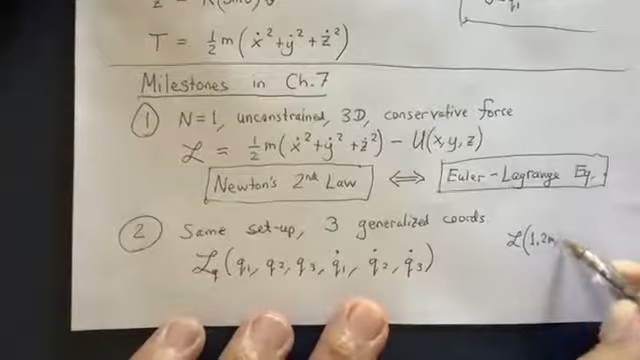 T = ½m(ẋ²+ẏ²+ż²)
Milestones in Ch.7
① N=1, unconstrained, 3D, conservative force
ℒ = ½m(ẋ²+ẏ²+ż²) − U(x,y,z)
Newton's 2nd Law ⟺ Euler-Lagrange Eq.
② Same set-up, 3 generalized coords.
ℒq(q₁, q₂, q₃, q̇₁, q̇₂, q̇₃)
ℒ(1,2m,